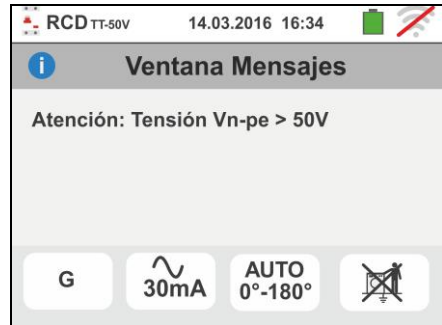 RCD TT-50V 14.03.2016 16:34
i Ventana Mensajes
Atención: Tensión Vn-pe > 50V
G 30mA AUTO
0°-180°